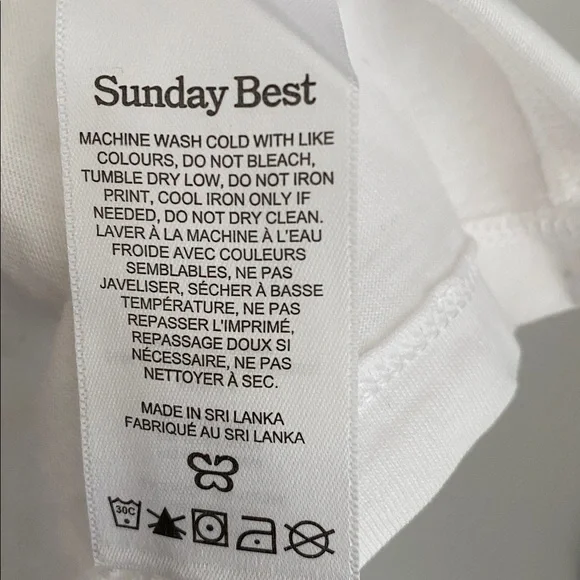 Sunday Best
MACHINE WASH COLD WITH LIKE
COLOURS, DO NOT BLEACH,
TUMBLE DRY LOW, DO NOT IRON
PRINT, COOL IRON ONLY IF
NEEDED, DO NOT DRY CLEAN.
LAVER À LA MACHINE À L'EAU
FROIDE AVEC COULEURS
SEMBLABLES, NE PAS
JAVELISER, SÉCHER À BASSE
TEMPÉRATURE, NE PAS
REPASSER L'IMPRIMÉ,
REPASSAGE DOUX SI
NÉCESSAIRE, NE PAS
NETTOYER À SEC.
MADE IN SRI LANKA
FABRIQUÉ AU SRI LANKA
30C